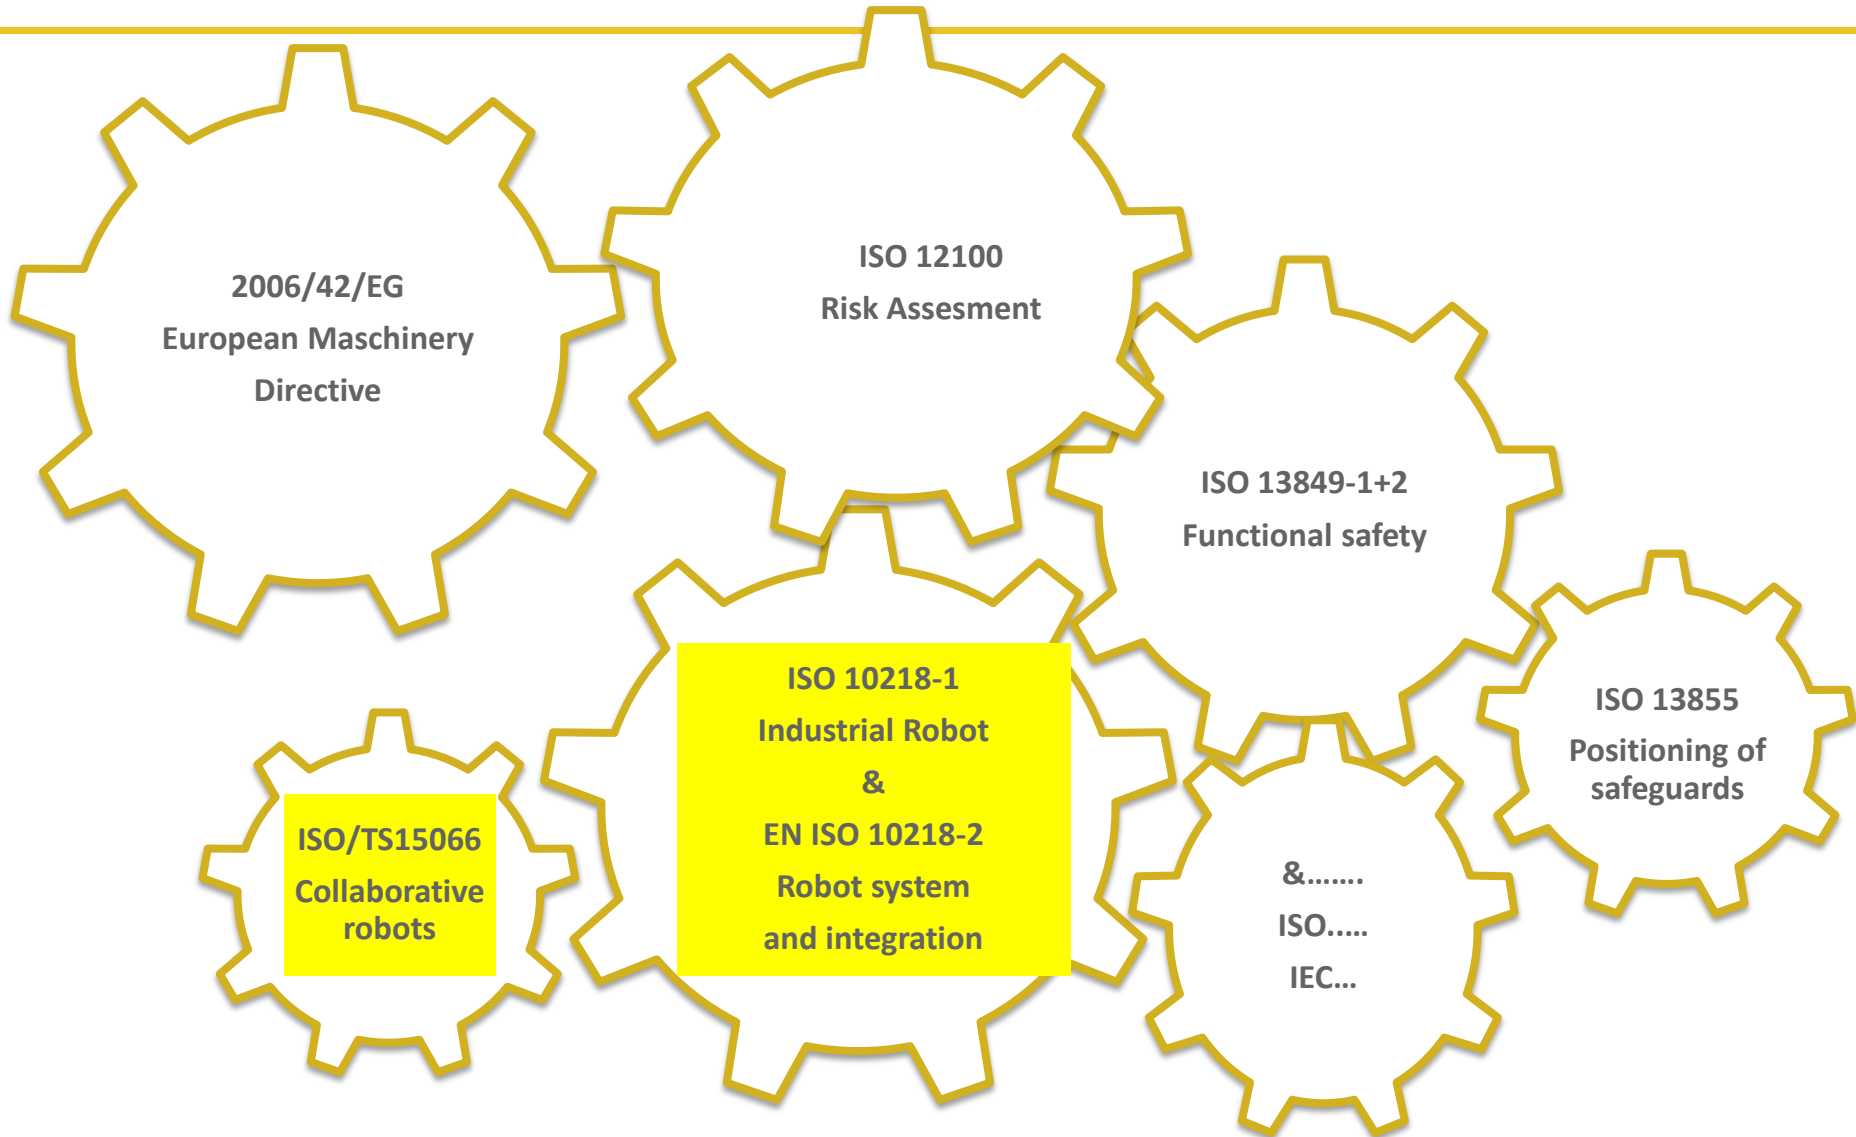 2006/42/EG
European Maschinery
Directive
ISO 12100
Risk Assesment
ISO 13849-1+2
Functional safety
ISO 13855
Positioning of
safeguards
ISO 10218-1
Industrial Robot
&
EN ISO 10218-2
Robot system
and integration
ISO/TS15066
Collaborative
robots
&.......
ISO.....
IEC...